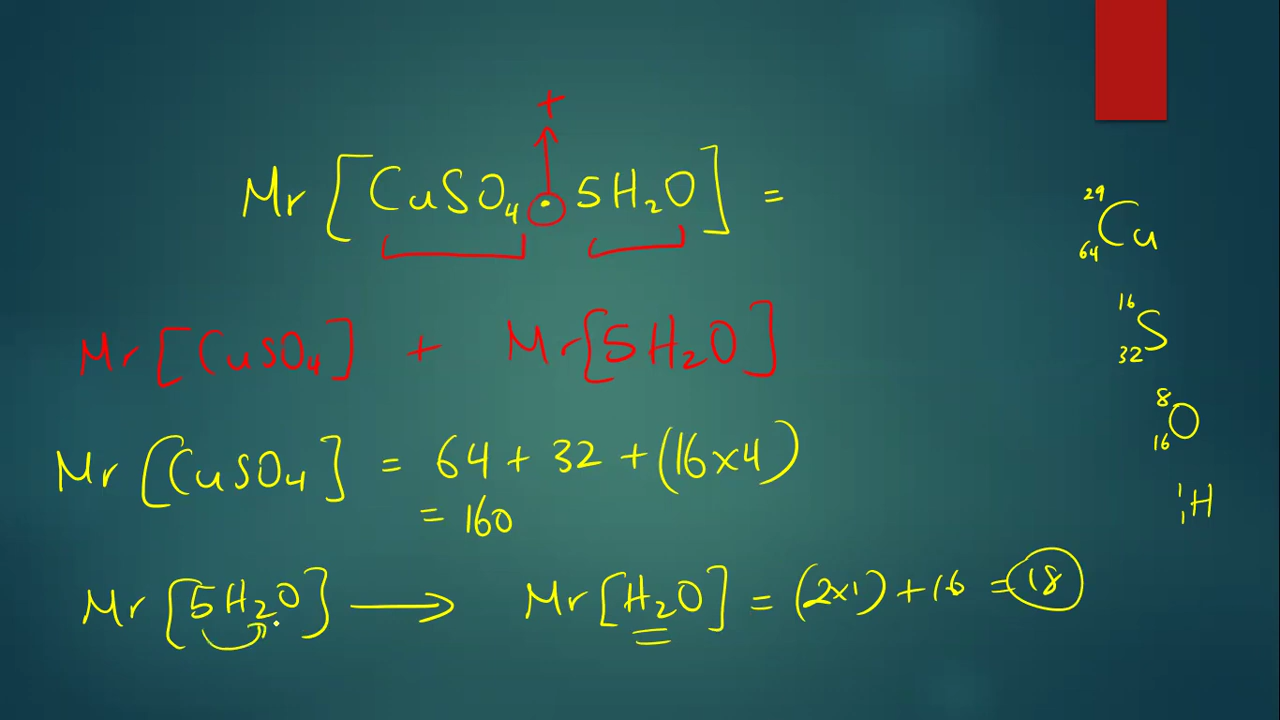 +
Mr [CuSO₄ · 5H₂O] =
Mr [CuSO₄] + Mr [5H₂O]
Mr [CuSO₄] = 64 + 32 + (16×4)
= 160
Mr [5H₂O] → Mr [H₂O] = (2×1) + 16 = 18
29
64 Cu
16
32 S
8
16 O
1
1 H